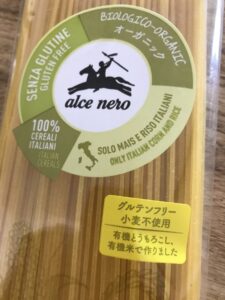 BIOLOGICO-ORGANIC
オーガニック
SENZA GLUTINE
GLUTEN FREE
alce nero
100%
CEREALI
ITALIANI
ITALIAN
CEREALS
SOLO MAIS E RISO ITALIANI
ONLY ITALIAN CORN AND RICE
グルテンフリー
小麦不使用
有機とうもろこし、
有機米で作りました